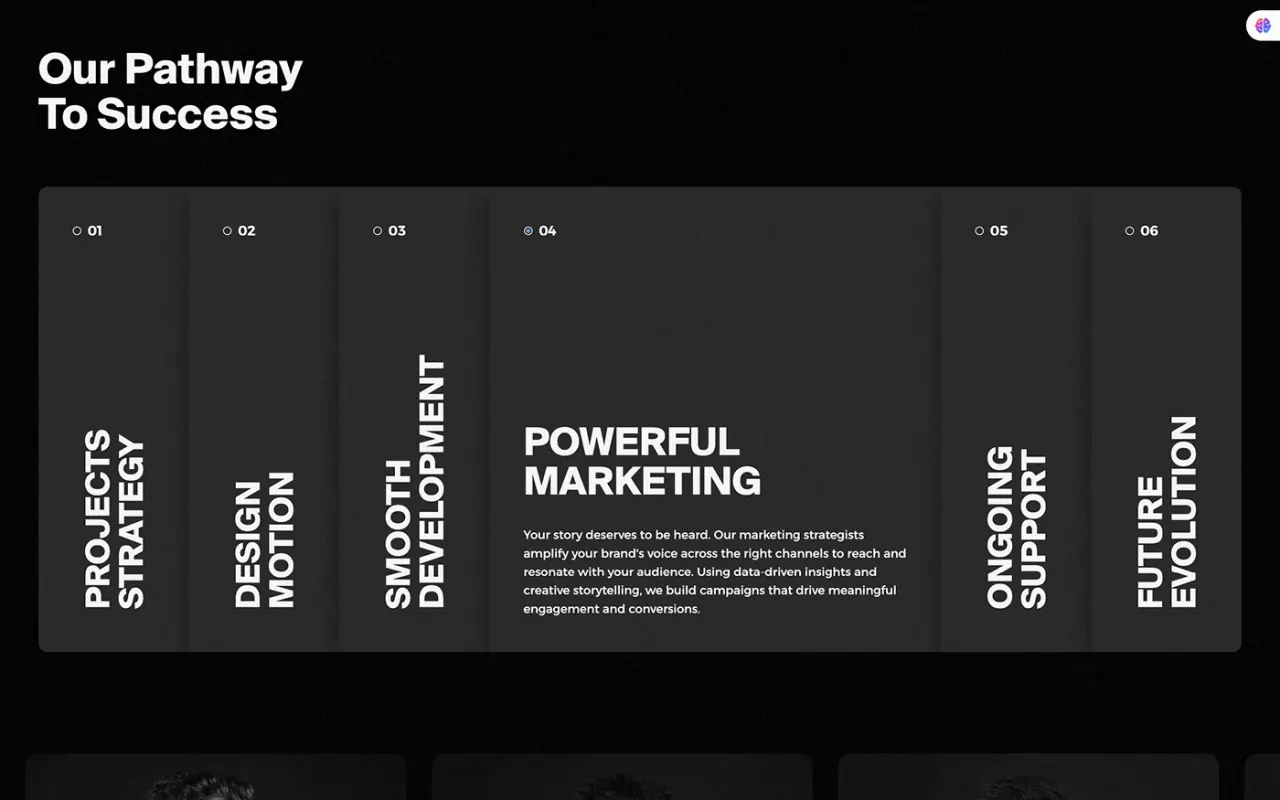 Our Pathway
To Success
01
PROJECTS
STRATEGY
02
DESIGN
MOTION
03
SMOOTH
DEVELOPMENT
04
POWERFUL
MARKETING
Your story deserves to be heard. Our marketing strategists
amplify your brand's voice across the right channels to reach and
resonate with your audience. Using data-driven insights and
creative storytelling, we build campaigns that drive meaningful
engagement and conversions.
05
ONGOING
SUPPORT
06
FUTURE
EVOLUTION